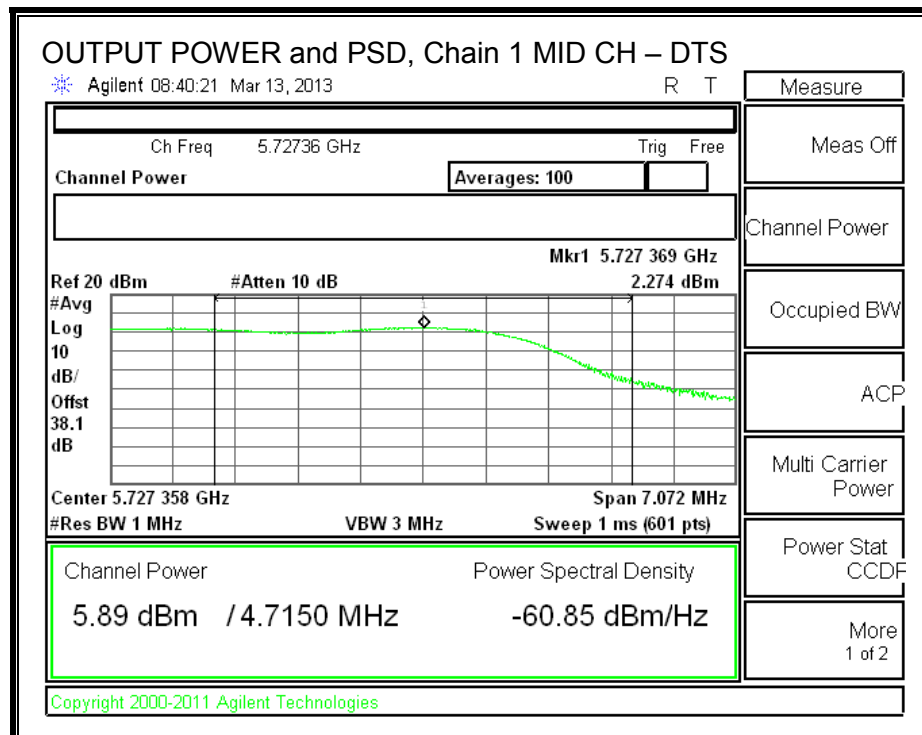 OUTPUT POWER and PSD, Chain 1 MID CH – DTS
Agilent 08:40:21 Mar 13, 2013 R T
Ch Freq 5.72736 GHz Trig Free
Channel Power Averages: 100
Mkr1 5.727 369 GHz
Ref 20 dBm #Atten 10 dB 2.274 dBm
#Avg
Log
10
dB/
Offst
38.1
dB
1
Center 5.727 358 GHz Span 7.072 MHz
#Res BW 1 MHz VBW 3 MHz Sweep 1 ms (601 pts)
Channel Power Power Spectral Density
5.89 dBm / 4.7150 MHz -60.85 dBm/Hz
Copyright 2000-2011 Agilent Technologies
Measure
Meas Off
Channel Power
Occupied BW
ACP
Multi Carrier
Power
Power Stat
CCDF
More
1 of 2